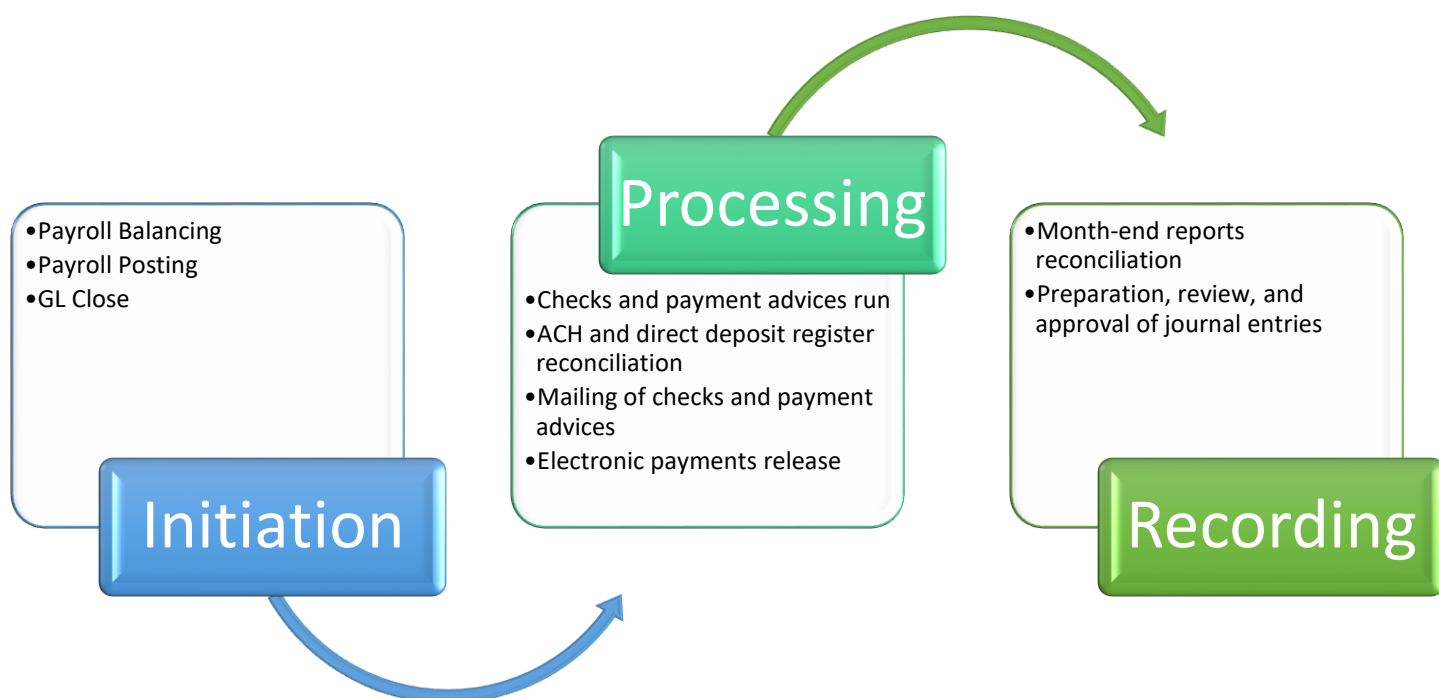 •Payroll Balancing
•Payroll Posting
•GL Close
Initiation
Processing
•Checks and payment advices run
•ACH and direct deposit register
reconciliation
•Mailing of checks and payment
advices
•Electronic payments release
•Month-end reports
reconciliation
•Preparation, review, and
approval of journal entries
Recording